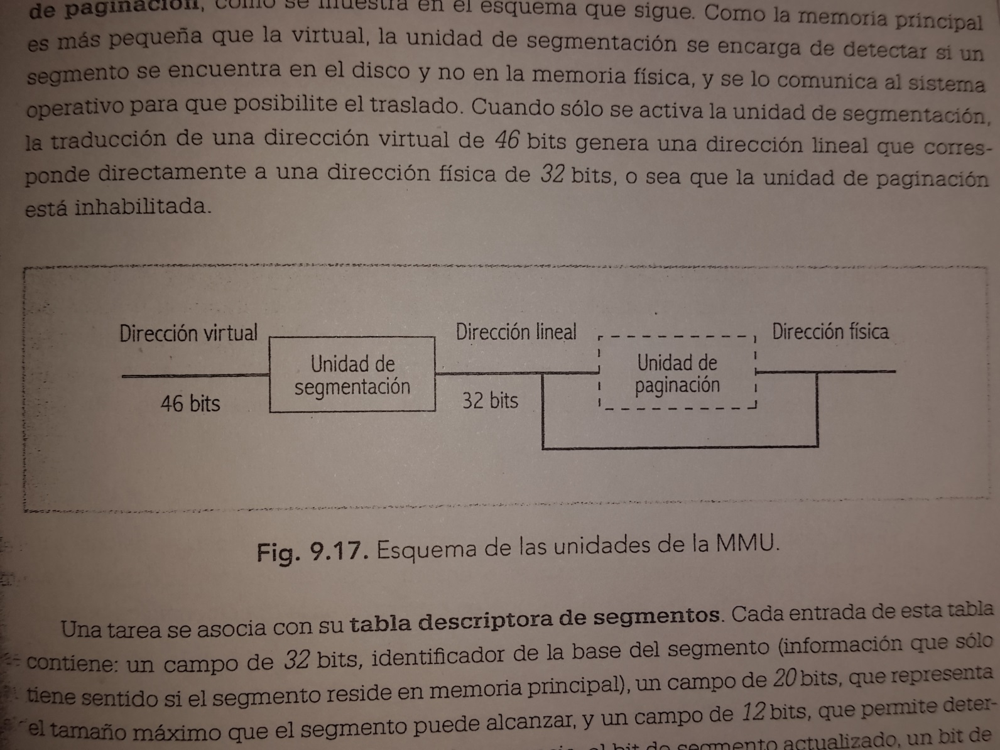 de paginación, como se muestra en el esquema que sigue. Como la memoria principal
es más pequeña que la virtual, la unidad de segmentación se encarga de detectar si un
segmento se encuentra en el disco y no en la memoria física, y se lo comunica al sistema
operativo para que posibilite el traslado. Cuando sólo se activa la unidad de segmentación,
la traducción de una dirección virtual de 46 bits genera una dirección lineal que corres-
ponde directamente a una dirección física de 32 bits, o sea que la unidad de paginación
está inhabilitada.
Dirección virtual
46 bits
Unidad de
segmentación
Dirección lineal
32 bits
Unidad de
paginación
Dirección física
Fig. 9.17. Esquema de las unidades de la MMU.
Una tarea se asocia con su tabla descriptora de segmentos. Cada entrada de esta tabla
contiene: un campo de 32 bits, identificador de la base del segmento (información que sólo
tiene sentido si el segmento reside en memoria principal), un campo de 20 bits, que representa
el tamaño máximo que el segmento puede alcanzar, y un campo de 12 bits, que permite deter-
el bit de segmento actualizado, un bit de